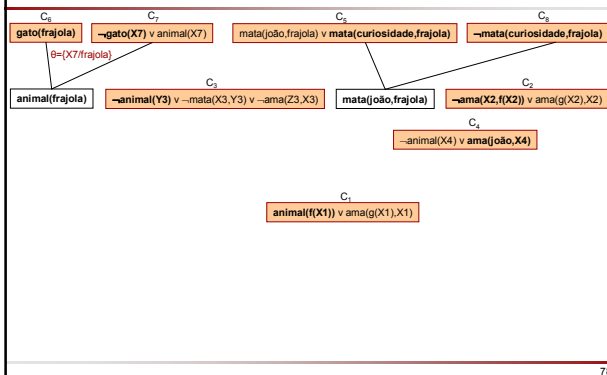 C6 C7 C5 C8
gato(frajola) ¬gato(X7) v animal(X7) mata(joão,frajola) v mata(curiosidade,frajola) ¬mata(curiosidade,frajola)
θ={X7/frajola}
C3 C2
animal(frajola) ¬animal(Y3) v ¬mata(X3,Y3) v ¬ama(Z3,X3) mata(joão,frajola) ¬ama(X2,f(X2)) v ama(g(X2),X2)
C4
¬animal(X4) v ama(joão,X4)
C1
animal(f(X1)) v ama(g(X1),X1)